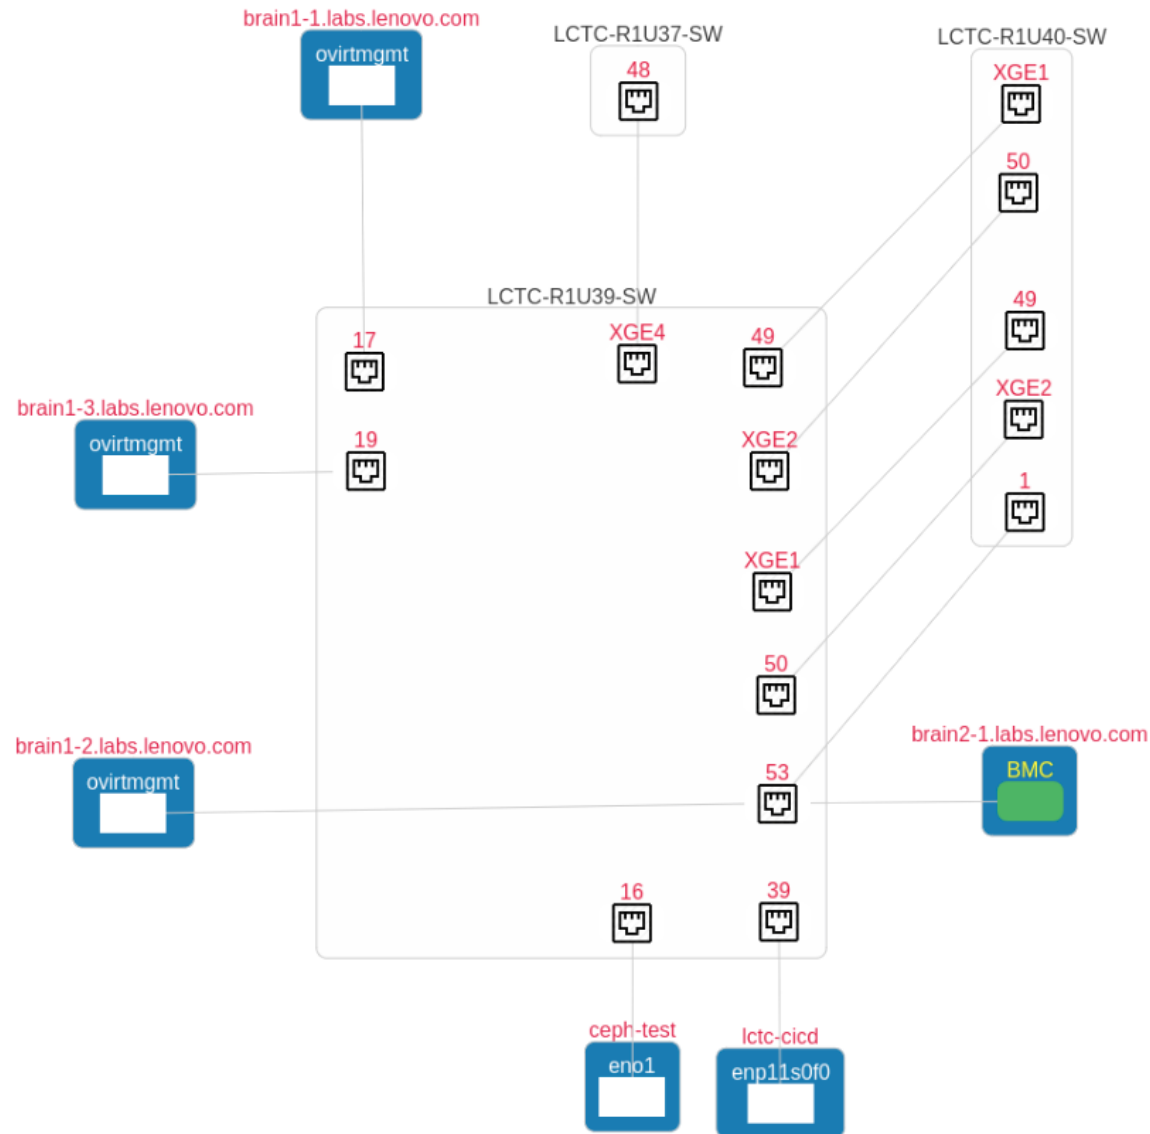 brain1-1.labs.lenovo.com
ovirtmgmt
LCTC-R1U37-SW
48
LCTC-R1U40-SW
XGE1
50
49
XGE2
1
LCTC-R1U39-SW
17
XGE4
49
19
XGE2
XGE1
50
53
16
39
brain1-3.labs.lenovo.com
ovirtmgmt
brain1-2.labs.lenovo.com
ovirtmgmt
brain2-1.labs.lenovo.com
BMC
ceph-test
eno1
lctc-cicd
enp11s0f0